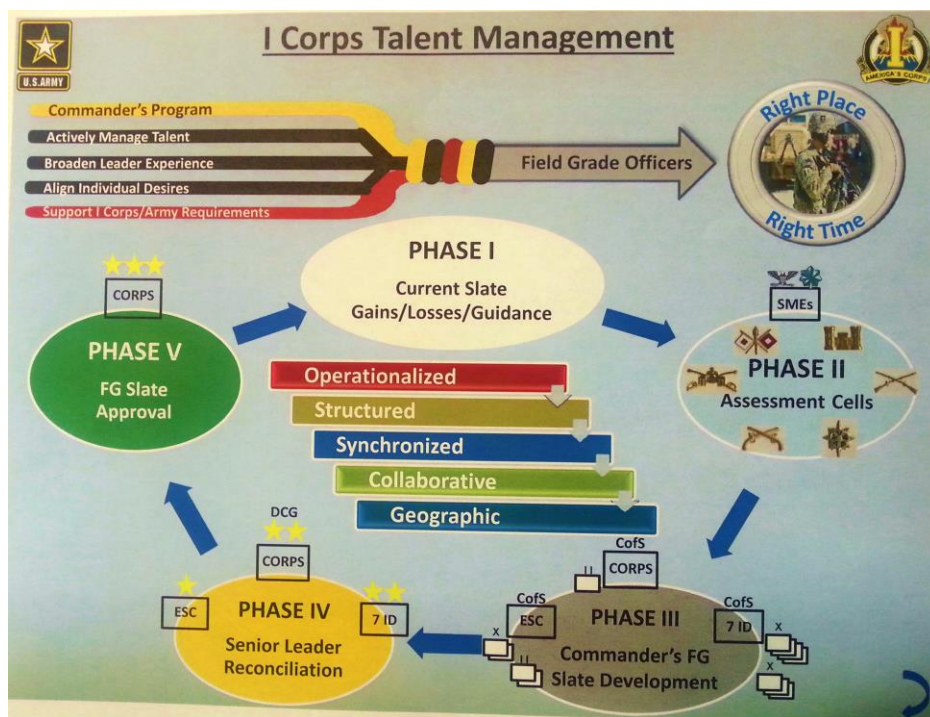 I Corps Talent Management
U.S.ARMY
AMERICA'S CORPS
Commander's Program
Actively Manage Talent
Broaden Leader Experience
Align Individual Desires
Support I Corps/Army Requirements
Field Grade Officers
Right Place
Right Time
PHASE I
Current Slate
Gains/Losses/Guidance
CORPS
PHASE V
FG Slate
Approval
SMEs
PHASE II
Assessment Cells
Operationalized
Structured
Synchronized
Collaborative
Geographic
DCG
CORPS
ESC
7 ID
PHASE IV
Senior Leader
Reconciliation
CofS
CORPS
I I
CofS
ESC
X
I I
CofS
7 ID
X
X
PHASE III
Commander's FG
Slate Development